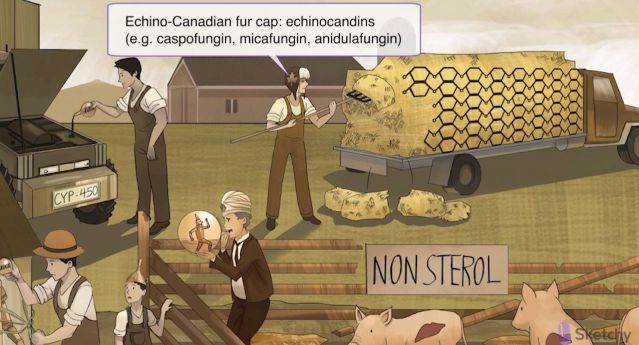 Echino-Canadian fur cap: echinocandins
(e.g. caspofungin, micafungin, anidulafungin)
CYP-450
NON STEROL
Sketchy